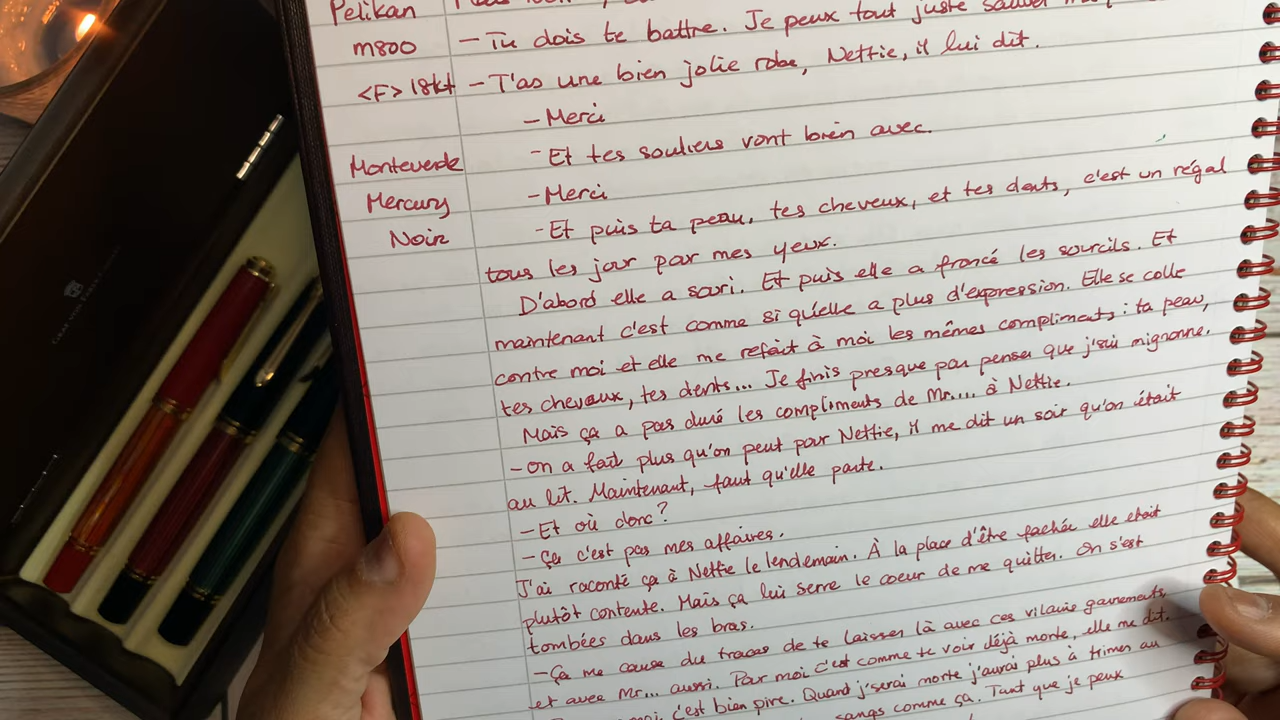 Pelikan
m800
<F> 18kt
Monteverde
Mercury
Noir
- Tu dois te battre. Je peux tout juste
- T'as une bien jolie robe, Nettie, il lui dit.
- Merci
- Et tes souliers vont bien avec.
- Merci
- Et puis ta peau, tes cheveux, et tes dents, c'est un régal
tous les jour par mes yeux.
D'abord elle a souri. Et puis elle a froncé les sourcils. Et
maintenant c'est comme si qu'elle a plus d'expression. Elle se colle
contre moi et elle me refait à moi les mêmes compliments : ta peau,
tes cheveux, tes dents... Je finis presque par penser que j'sui mignonne.
Mais ça a pas duré les compliments de Mr.... à Nettie.
- On a fait plus qu'on peut pour Nettie, il me dit un soir qu'on était
au lit. Maintenant, faut qu'elle parte.
- Et où donc ?
- Ça c'est pas mes affaires.
J'ai raconté ça à Nettie le lendemain. À la place d'être fachée elle etait
plutôt contente. Mais ça lui serre le coeur de me quitter. On s'est
tombées dans les bras.
- Ça me cause du tracas de te laisser là avec ces vilains garnements,
et avec Mr... aussi. Pour moi c'est comme te voir déjà morte, elle me dit.
c'est bien pire. Quand j'serai morte j'aurai plus à trimer au
sangs comme ça. Tant que je peux